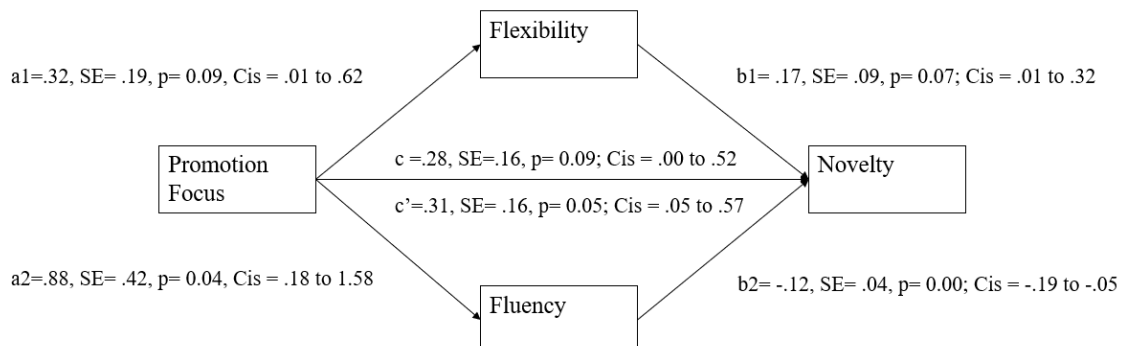 Flexibility
a1=.32, SE= .19, p= 0.09, Cis = .01 to .62
b1= .17, SE= .09, p= 0.07; Cis = .01 to .32
Promotion
Focus
c =.28, SE=.16, p= 0.09; Cis = .00 to .52
c’=.31, SE= .16, p= 0.05; Cis = .05 to .57
Novelty
a2=.88, SE= .42, p= 0.04, Cis = .18 to 1.58
b2= -.12, SE= .04, p= 0.00; Cis = -.19 to -.05
Fluency